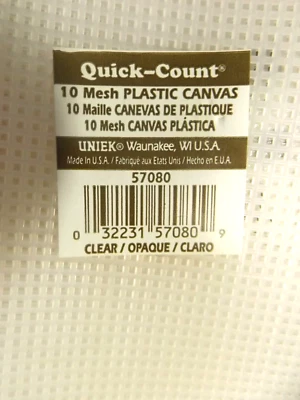 Quick-Count®
10 Mesh PLASTIC CANVAS
10 Maille CANEVAS DE PLASTIQUE
10 Mesh CANVAS PLÁSTICA
UNIEK® Waunakee, WI U.S.A.
Made In U.S.A. / Fabriqué aux Etats Unis / Hecho en E.U.A.
57080
0 32231 57080 9
CLEAR / OPAQUE / CLARO